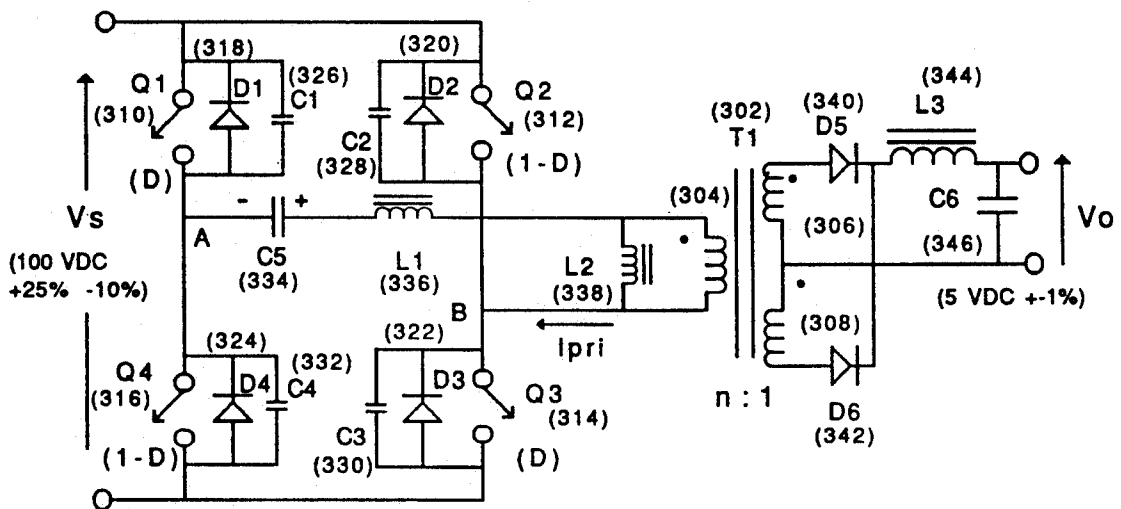 (318)
(320)
(344)
Q1
D1
(326)
C1
D2
Q2
(302)
(340)
L3
(310)
(312)
T1
D5
C2
(328)
(D)
(1-D)
(304)
Vs
A
- +
C5
(334)
L1
(336)
L2
(338)
(306)
C6
(346)
Vo
(100 VDC
+25% -10%)
(5 VDC +-1%)
B
Ipri
(308)
(324)
(332)
(322)
Q4
D4
C4
D3
Q3
(316)
(314)
n : 1
D6
(342)
C3
(330)
(1-D)
(D)